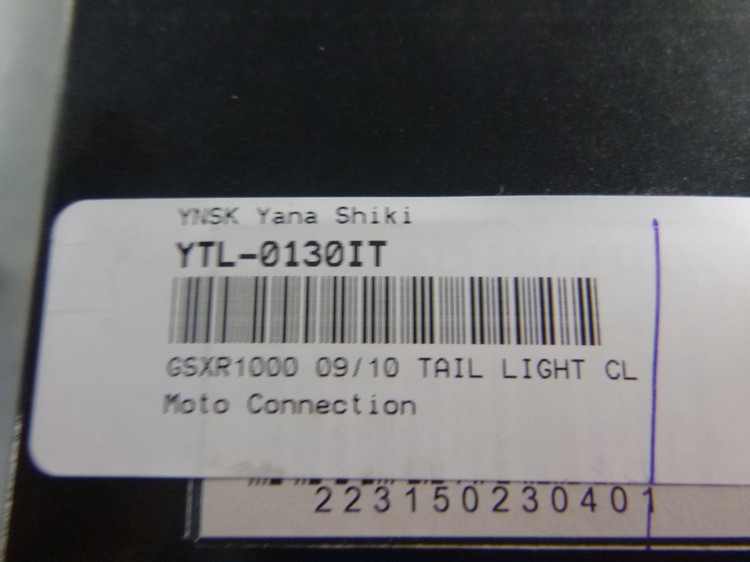 YNSK Yana Shiki
YTL-0130IT
GSXR1000 09/10 TAIL LIGHT CL
Moto Connection
223150230401